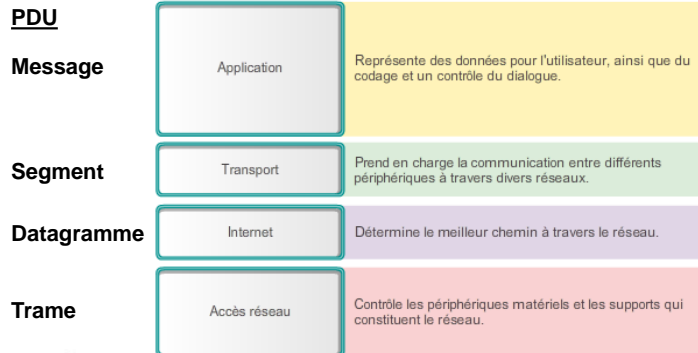 PDU
Message
Application
Représente des données pour l'utilisateur, ainsi que du
codage et un contrôle du dialogue.
Segment
Transport
Prend en charge la communication entre différents
périphériques à travers divers réseaux.
Datagramme
Internet
Détermine le meilleur chemin à travers le réseau.
Trame
Accès réseau
Contrôle les périphériques matériels et les supports qui
constituent le réseau.